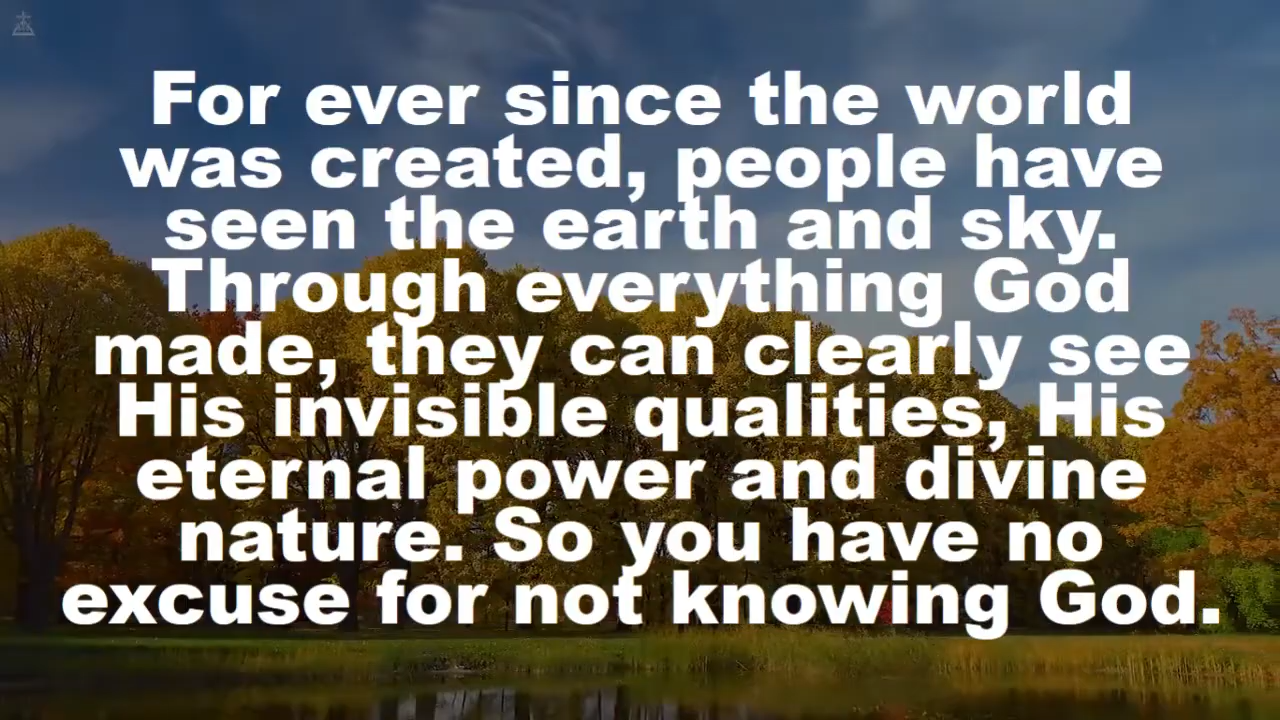 For ever since the world
was created, people have
seen the earth and sky.
Through everything God
made, they can clearly see
His invisible qualities, His
eternal power and divine
nature. So you have no
excuse for not knowing God.